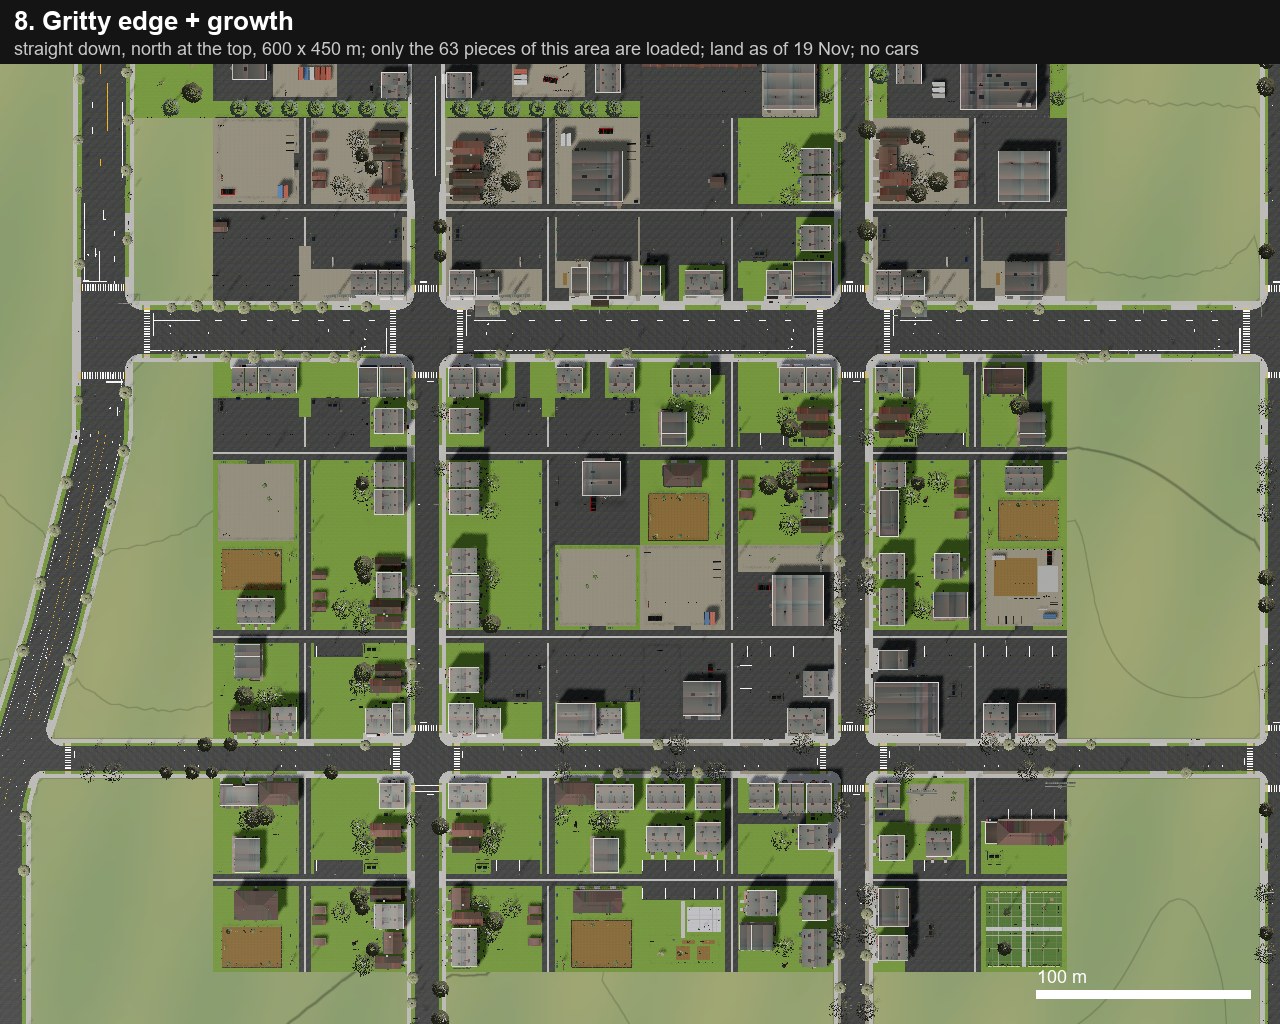 8. Gritty edge + growth
straight down, north at the top, 600 x 450 m; only the 63 pieces of this area are loaded; land as of 19 Nov; no cars
100 m